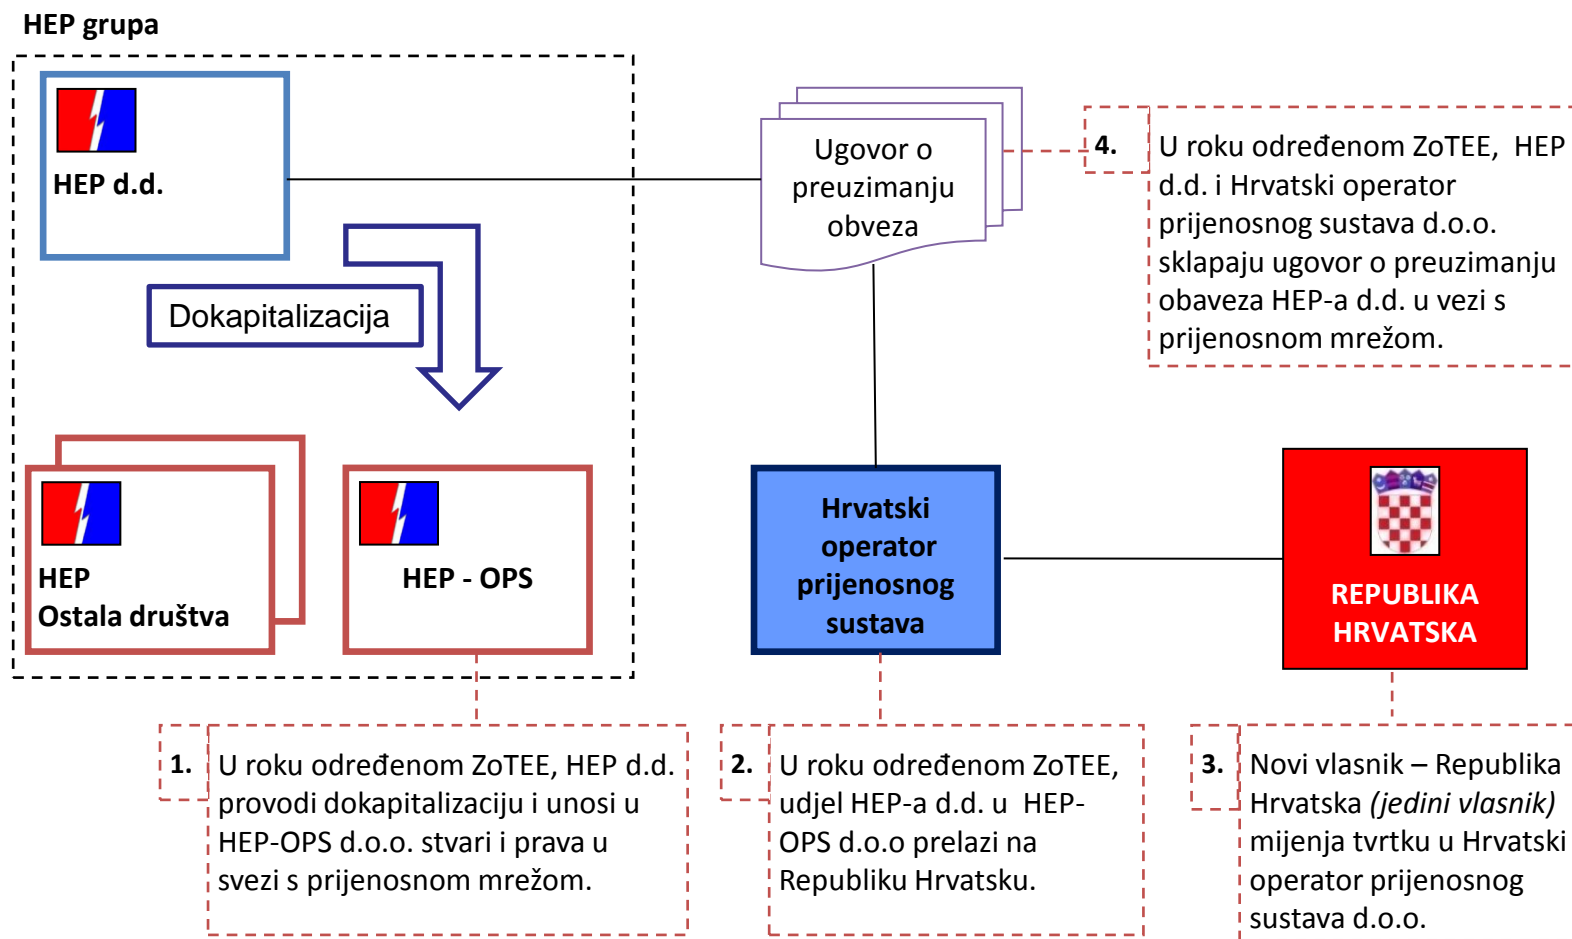 HEP grupa
HEP d.d.
Dokapitalizacija
HEP
Ostala društva
HEP - OPS
Ugovor o
preuzimanju
obveza
4.
U roku određenom ZoTEE, HEP
d.d. i Hrvatski operator
prijenosnog sustava d.o.o.
sklapaju ugovor o preuzimanju
obaveza HEP-a d.d. u vezi s
prijenosnom mrežom.
Hrvatski
operator
prijenosnog
sustava
REPUBLIKA
HRVATSKA
1.
U roku određenom ZoTEE, HEP d.d.
provodi dokapitalizaciju i unosi u
HEP-OPS d.o.o. stvari i prava u
svezi s prijenosnom mrežom.
2.
U roku određenom ZoTEE,
udjel HEP-a d.d. u HEP-
OPS d.o.o prelazi na
Republiku Hrvatsku.
3.
Novi vlasnik – Republika
Hrvatska (jedini vlasnik)
mijenja tvrtku u Hrvatski
operator prijenosnog
sustava d.o.o.